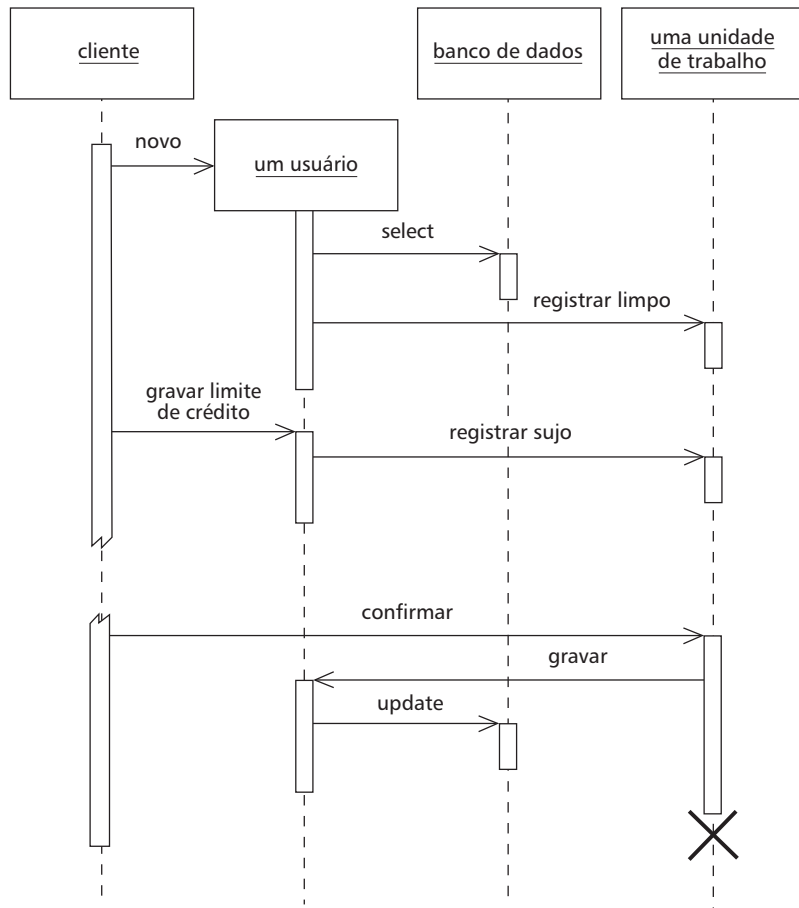 cliente
banco de dados
uma unidade
de trabalho
novo
um usuário
select
registrar limpo
gravar limite
de crédito
registrar sujo
confirmar
gravar
update